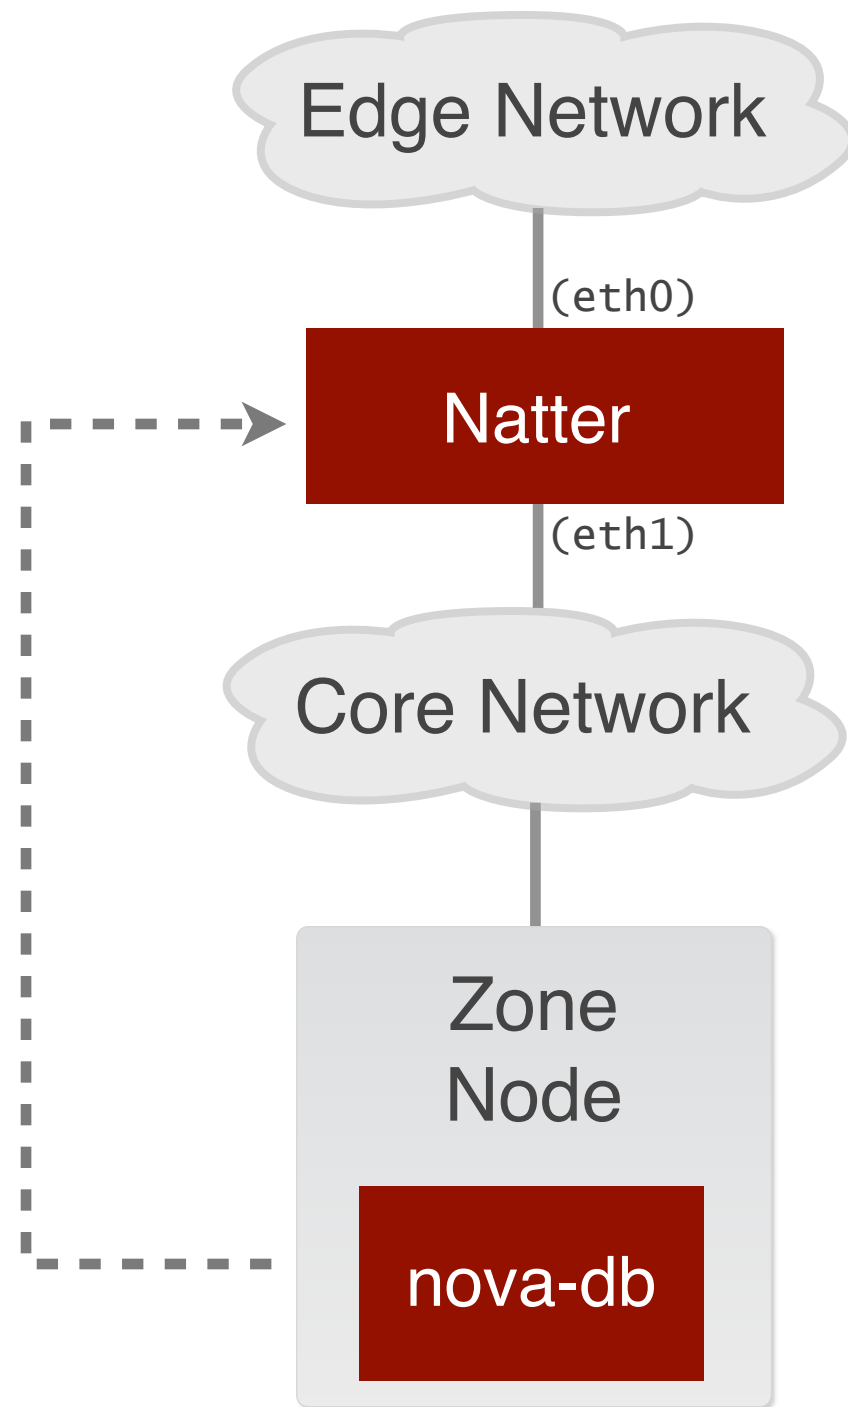 Edge Network
(eth0)
Natter
(eth1)
Core Network
Zone
Node
nova-db